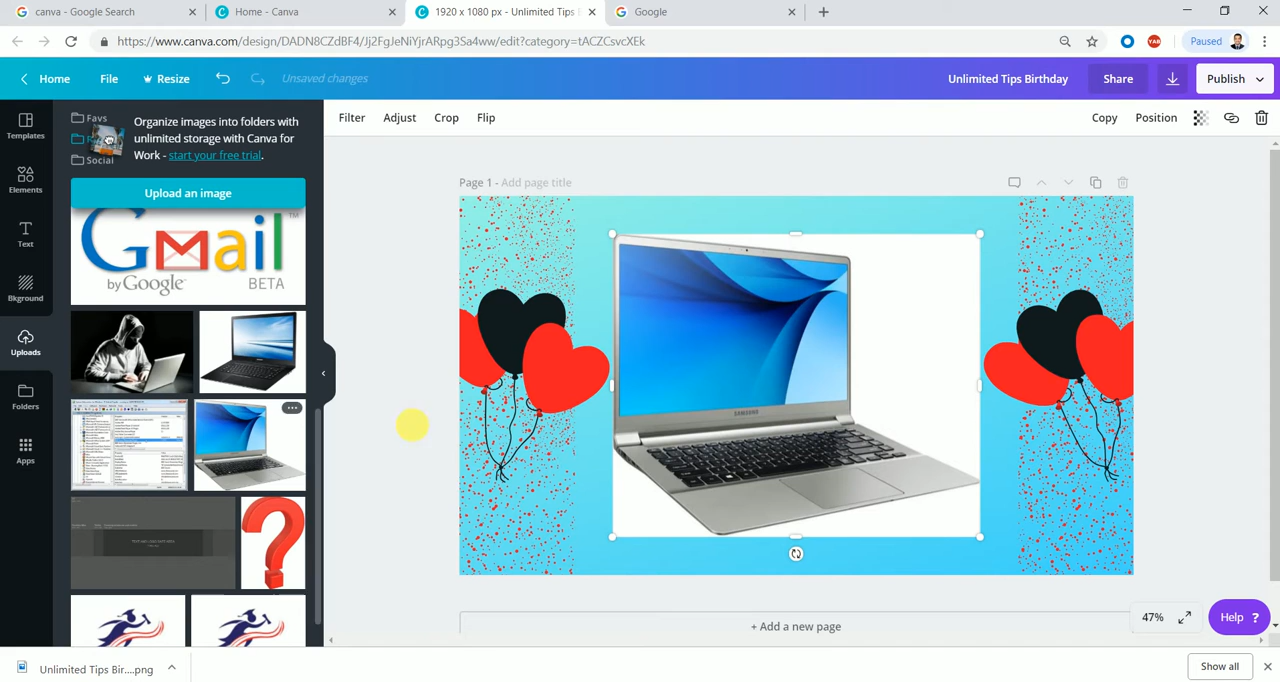 canva - Google Search
Home - Canva
1920 x 1080 px - Unlimited Tips B
Google
https://www.canva.com/design/DADN8CZdBF4/Jj2FgJeNiYjrARpg3Sa4ww/edit?category=tACZCsvcXEk
Paused
Home
File
Resize
Unsaved changes
Unlimited Tips Birthday
Share
Publish
Filter
Adjust
Crop
Flip
Copy
Position
Templates
Elements
Text
Bkground
Uploads
Folders
Apps
Favs
Social
Organize images into folders with
unlimited storage with Canva for
Work - start your free trial.
Upload an image
Gmail
TM
by Google
BETA
Page 1 - Add page title
SAMSUNG
+ Add a new page
47%
Help ?
Unlimited Tips Bir....png
Show all